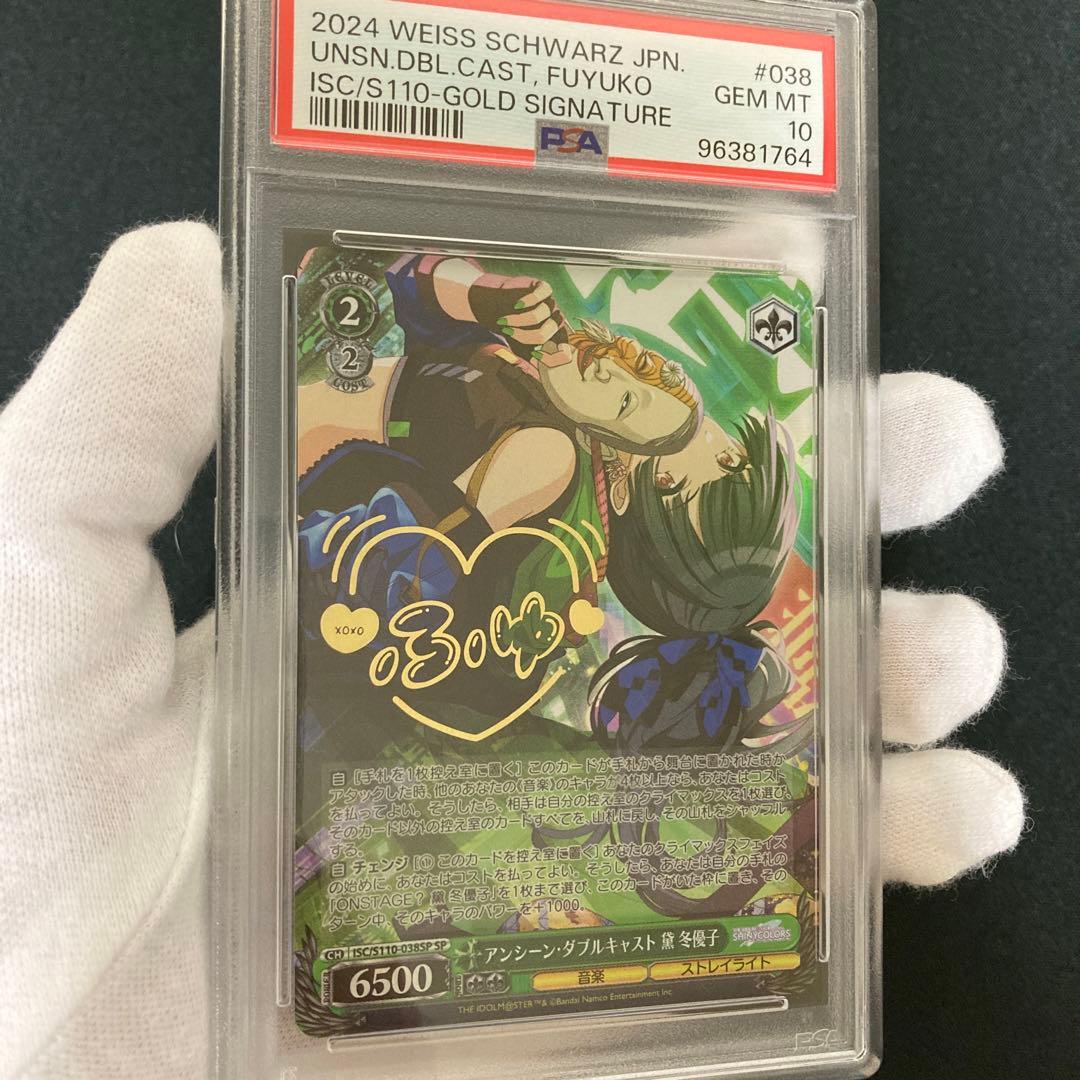 2024 WEISS SCHWARZ JPN. #038
UNSN.DBL.CAST, FUYUKO GEM MT
ISC/S110-GOLD SIGNATURE 10
PSA 96381764
LEVEL
2
2
COST
xoxo
ふゆ
自［手札を1枚控え室に置く］このカードが手札から舞台に置かれた時か
アタックした時、他のあなたの《音楽》のキャラが4枚以上なら、あなたはコスト
を払ってよい。そうしたら、相手は自分の控え室のクライマックスを1枚選び、
そのカード以外の控え室のカードすべてを、山札に戻し、その山札をシャッフル
する。
自 チェンジ［① このカードを控え室に置く］あなたのクライマックスフェイズ
の始めに、あなたはコストを払ってよい。そうしたら、あなたは自分の手札の
「ONSTAGE？ 黛 冬優子」を1枚まで選び、このカードがいた枠に置き、その
ターン中、そのキャラのパワーを＋1000。
CH ISC/S110-038SP SP アンシーン・ダブルキャスト 黛 冬優子 SHINYCOLORS
POWER 6500 音楽 ストレイライト
THE IDOLM@STER™& ©Bandai Namco Entertainment Inc.
PSA